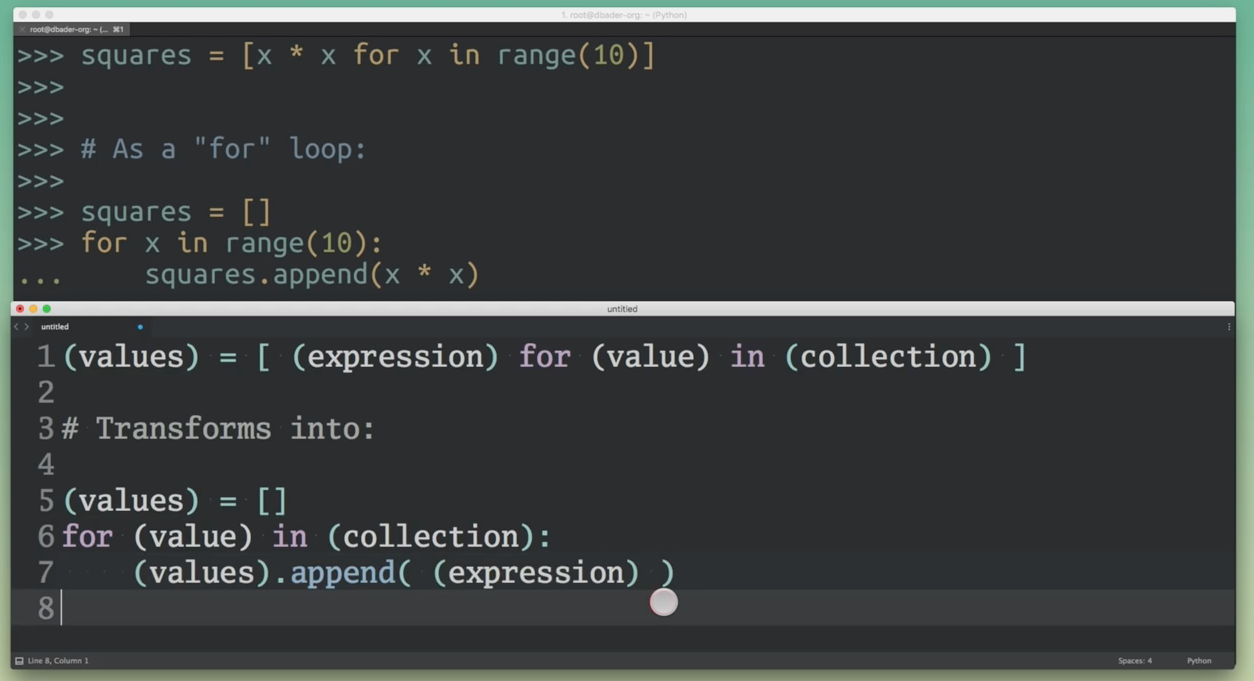 1. root@dbader-org: ~ (Python)
× root@dbader-org: ~ (... ⌘1
>>> squares = [x * x for x in range(10)]
>>>
>>>
>>> # As a "for" loop:
>>>
>>> squares = []
>>> for x in range(10):
...     squares.append(x * x)
untitled
untitled
1 (values) = [ (expression) for (value) in (collection) ]
2
3 # Transforms into:
4
5 (values) = []
6 for (value) in (collection):
7     (values).append( (expression) )
8
Line 8, Column 1 Spaces: 4 Python